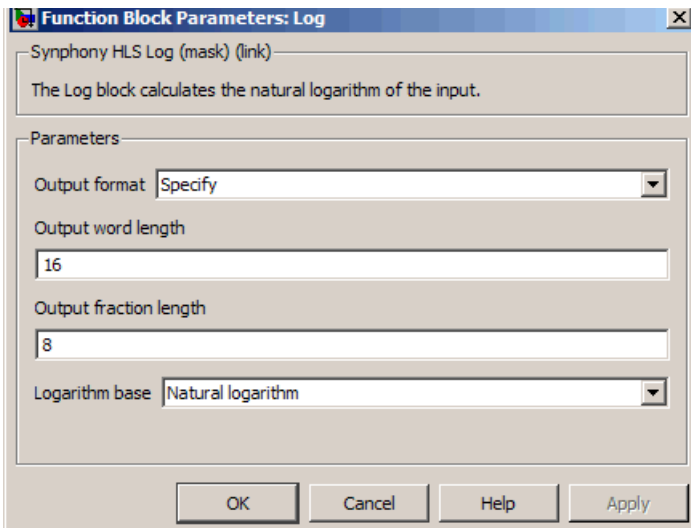 Function Block Parameters: Log
Synphony HLS Log (mask) (link)
The Log block calculates the natural logarithm of the input.
Parameters
Output format Specify
Output word length
16
Output fraction length
8
Logarithm base Natural logarithm
OK Cancel Help Apply